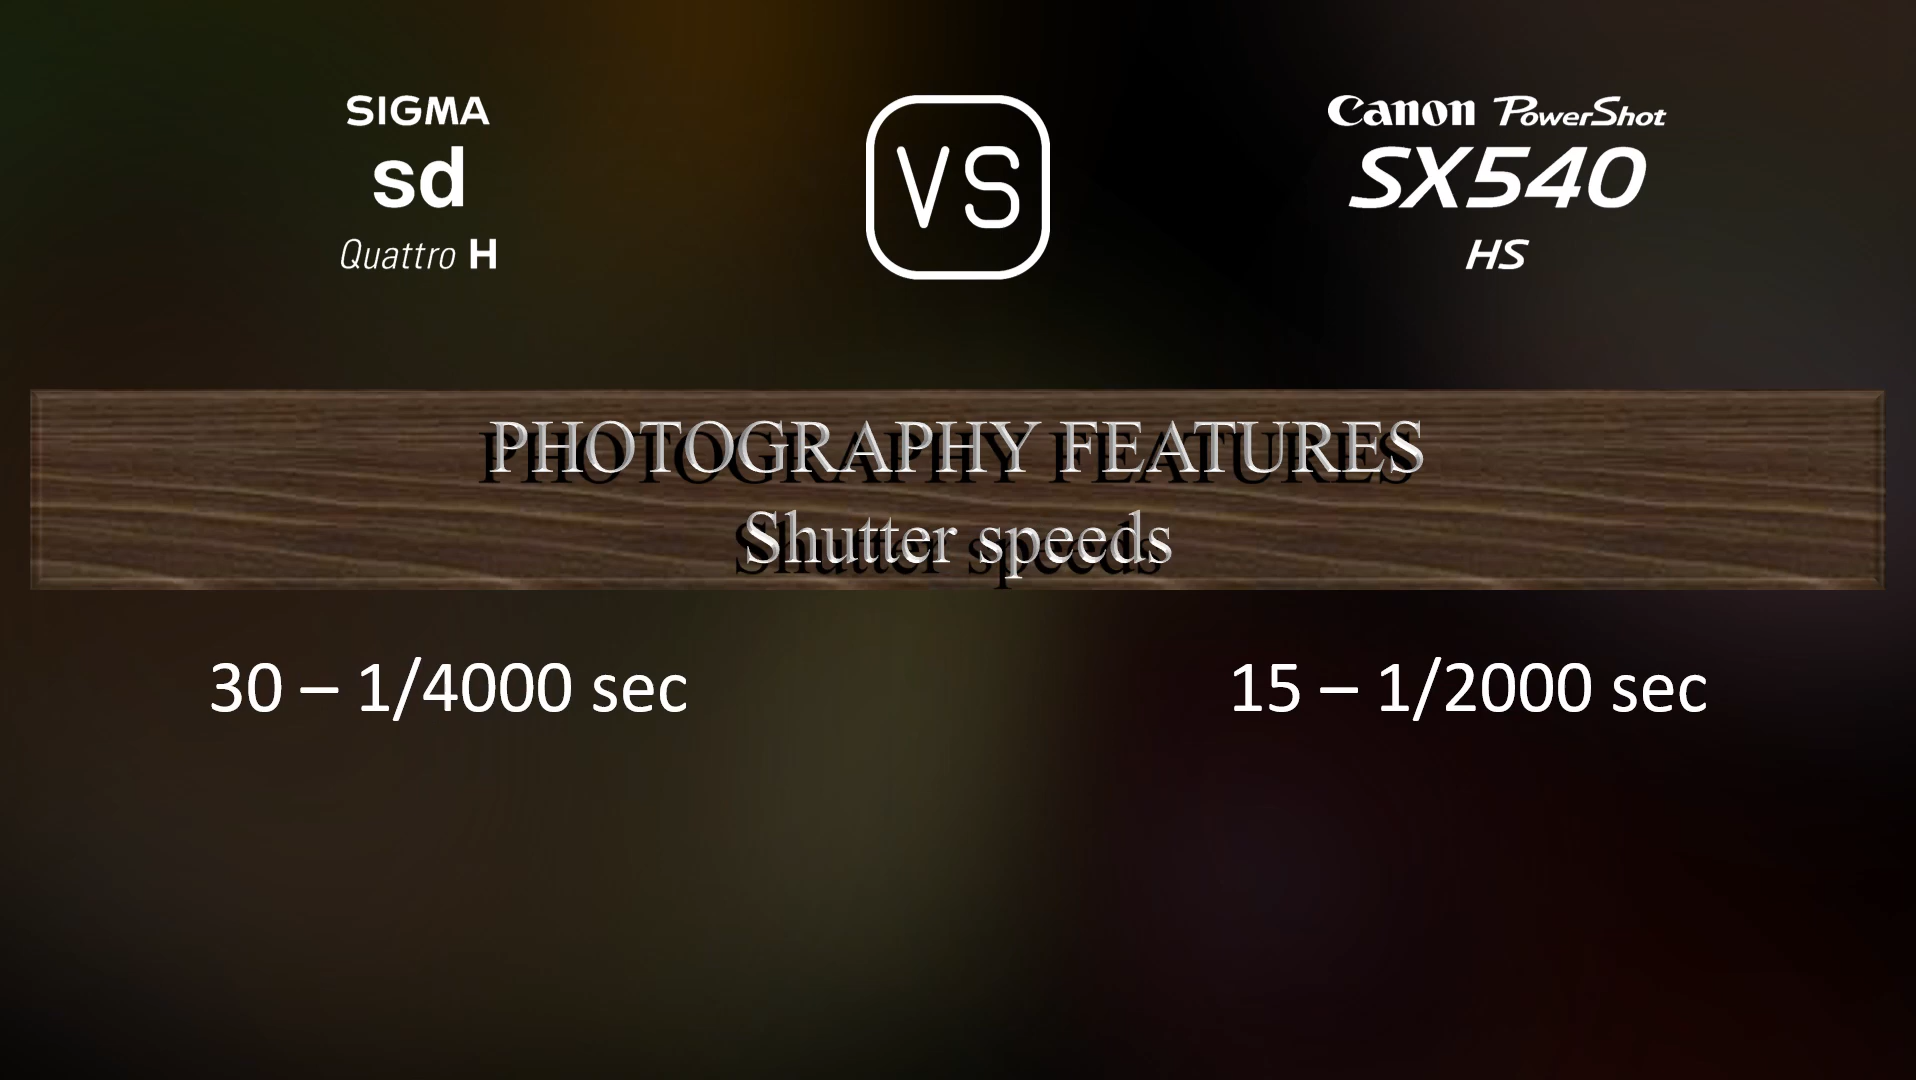 SIGMA
sd
Quattro H
VS
Canon PowerShot
SX540
HS
PHOTOGRAPHY FEATURES
Shutter speeds
30 – 1/4000 sec
15 – 1/2000 sec